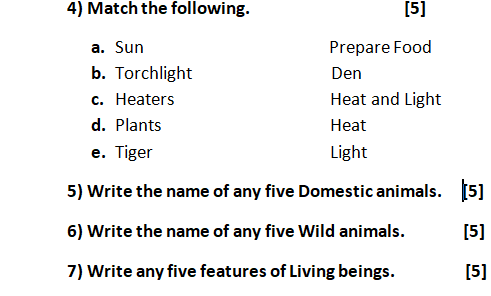 4) Match the following. [5]
a. Sun Prepare Food
b. Torchlight Den
c. Heaters Heat and Light
d. Plants Heat
e. Tiger Light
5) Write the name of any five Domestic animals. [5]
6) Write the name of any five Wild animals. [5]
7) Write any five features of Living beings. [5]